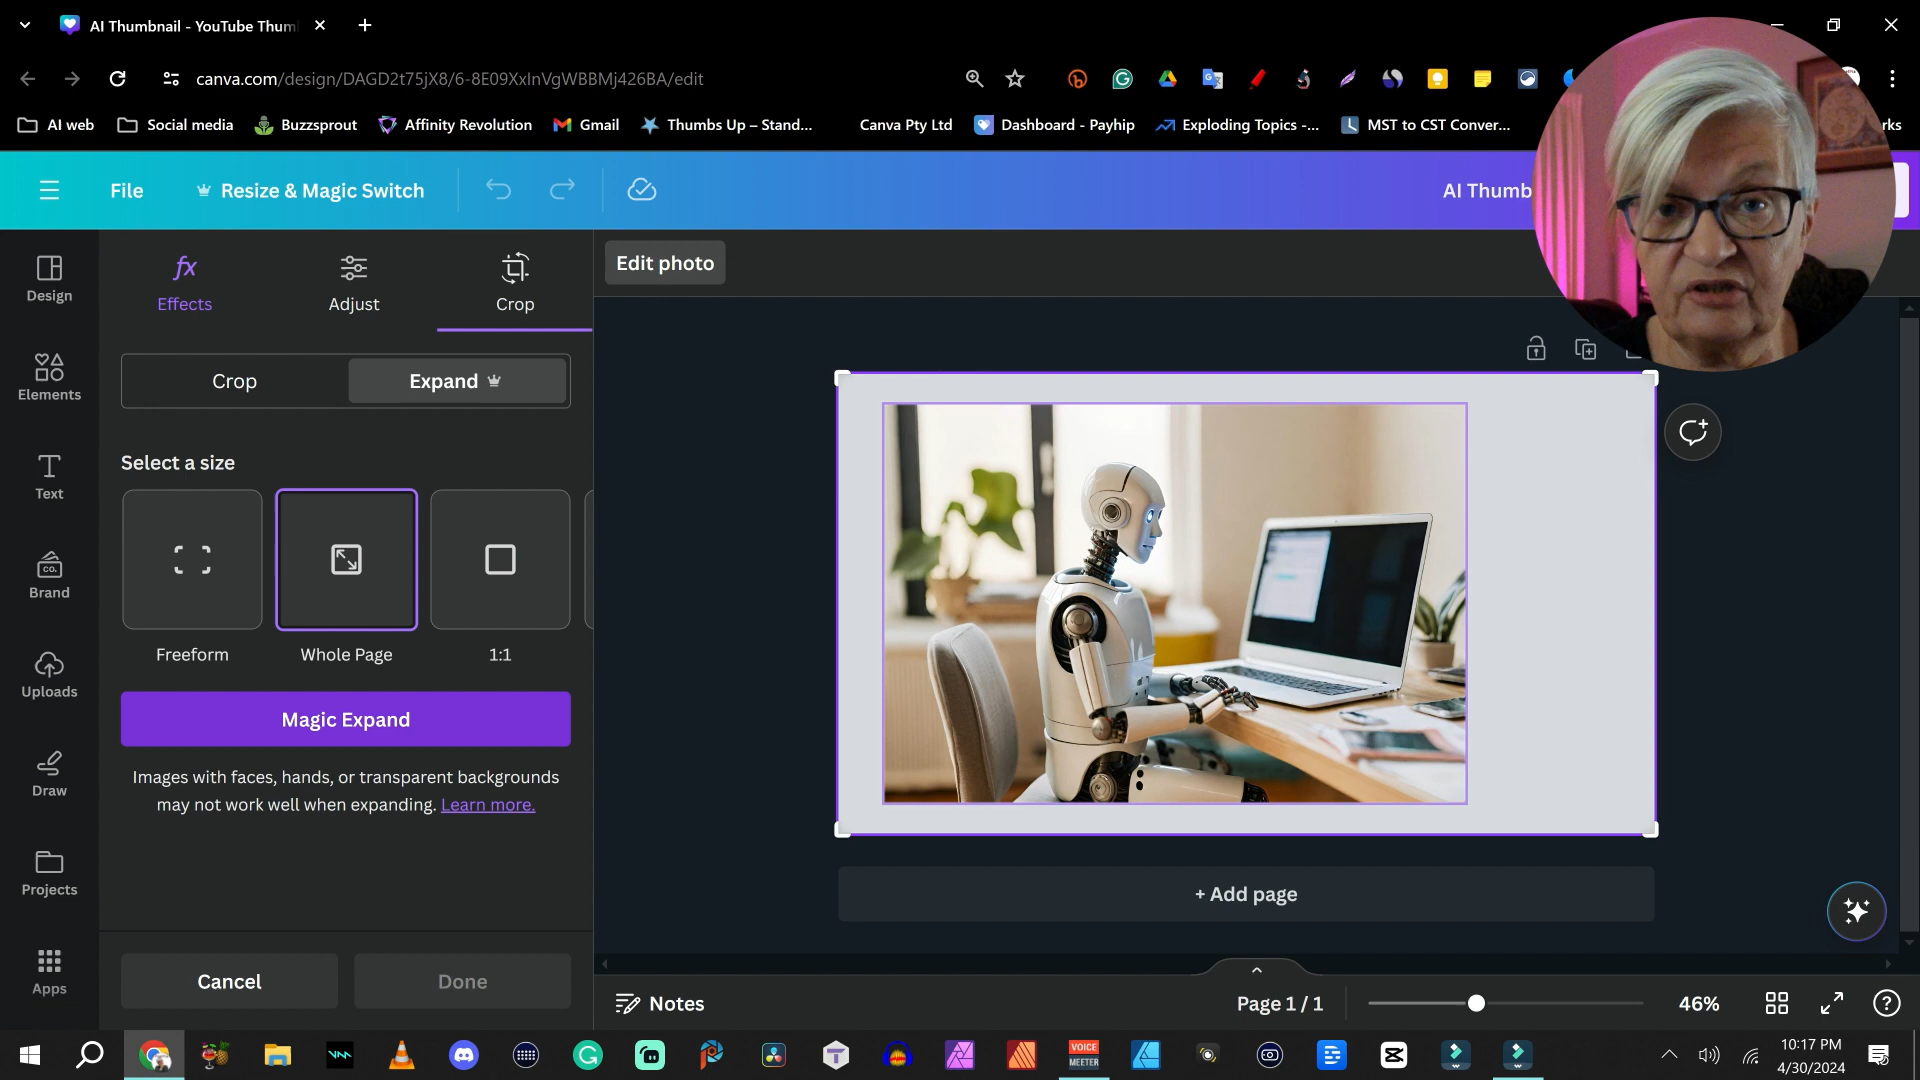 AI Thumbnail - YouTube Thum
canva.com/design/DAGD2t75jX8/6-8E09XxInVgWBBMj426BA/edit
AI web
Social media
Buzzsprout
Affinity Revolution
Gmail
Thumbs Up – Stand...
Canva Pty Ltd
Dashboard - Payhip
Exploding Topics -...
MST to CST Conver...
rks
File
Resize & Magic Switch
AI Thumb
Design
Elements
Text
CO.
Brand
Uploads
Draw
Projects
Apps
Effects
Adjust
Crop
Crop
Expand
Select a size
Freeform
Whole Page
1:1
Magic Expand
Images with faces, hands, or transparent backgrounds
may not work well when expanding. Learn more.
Cancel
Done
Edit photo
+ Add page
Notes
Page 1 / 1
46%
VOICE
MEETER
10:17 PM
4/30/2024